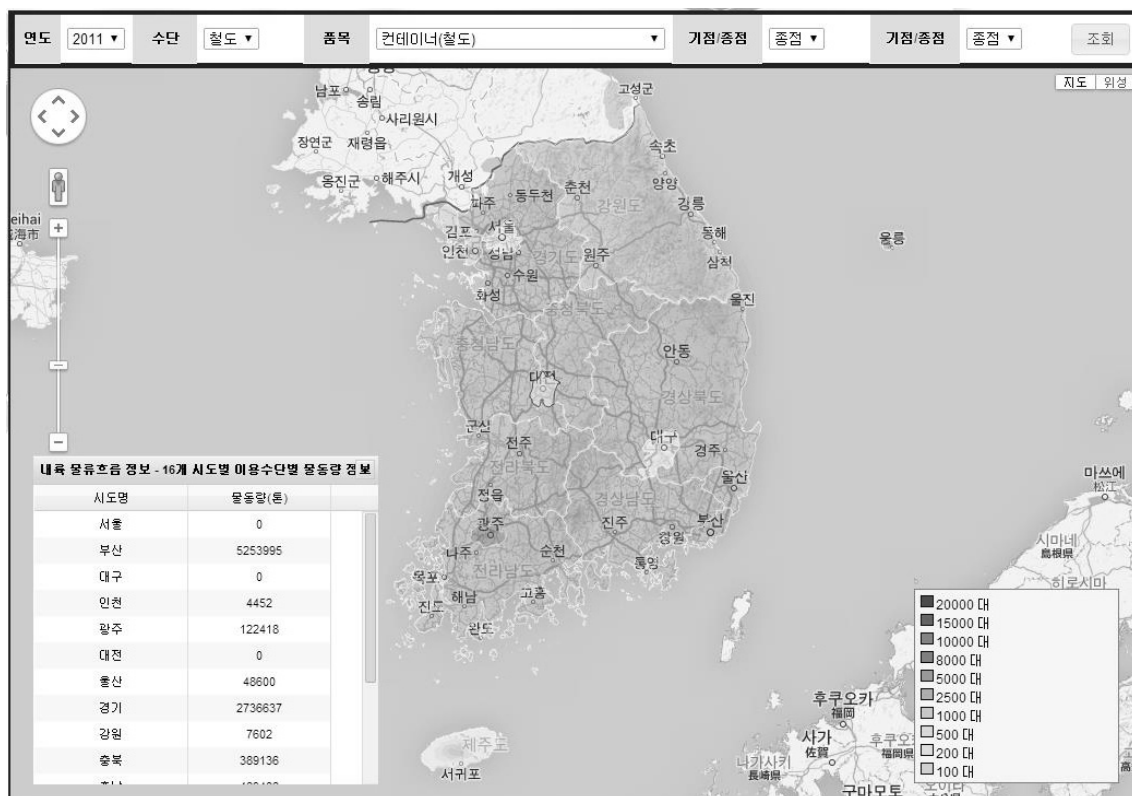 연도 2011 수단 철도 품목 컨테이너(철도) 기점/종점 종점 기점/종점 종점 조회
지도 위성
남포
송림
고성군
사리원시
장연군 재령읍
속초
옹진군 해주시 개성
양양
동두천 춘천
파주
강원도 강릉
서울
김포
동해
울릉
인천 성남 경기도 원주
삼척
eihai
海市
수원
화성
울진
충청북도
충청남도
안동
대전
경상북도
군산
전주
대구
경주
전라북도
울산
마쓰에
松江
정읍
경상남도
광주
진주
부산
창원
시마네
島根県
나주
순천
통영
전라남도
목포
히로시마
해남
고흥
진도
완도
내륙 물류흐름 정보 - 16개 시도별 이용수단별 물동량 정보
시도명 물동량(톤)
서울 0
부산 5253995
대구 0
인천 4452
광주 122418
대전 0
울산 48600
경기 2736637
강원 7602
충북 389136
20000 대
15000 대
10000 대
8000 대
5000 대
2500 대
1000 대
500 대
200 대
100 대
제주도
서귀포
후쿠오카
福岡
사가
佐賀
후쿠오
福岡県
나가사키
長崎県
구마모토